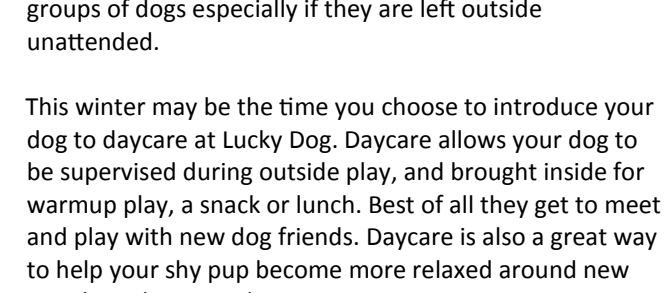 groups of dogs especially if they are left outside
unattended.
This winter may be the time you choose to introduce your
dog to daycare at Lucky Dog. Daycare allows your dog to
be supervised during outside play, and brought inside for
warmup play, a snack or lunch. Best of all they get to meet
and play with new dog friends. Daycare is also a great way
to help your shy pup become more relaxed around new